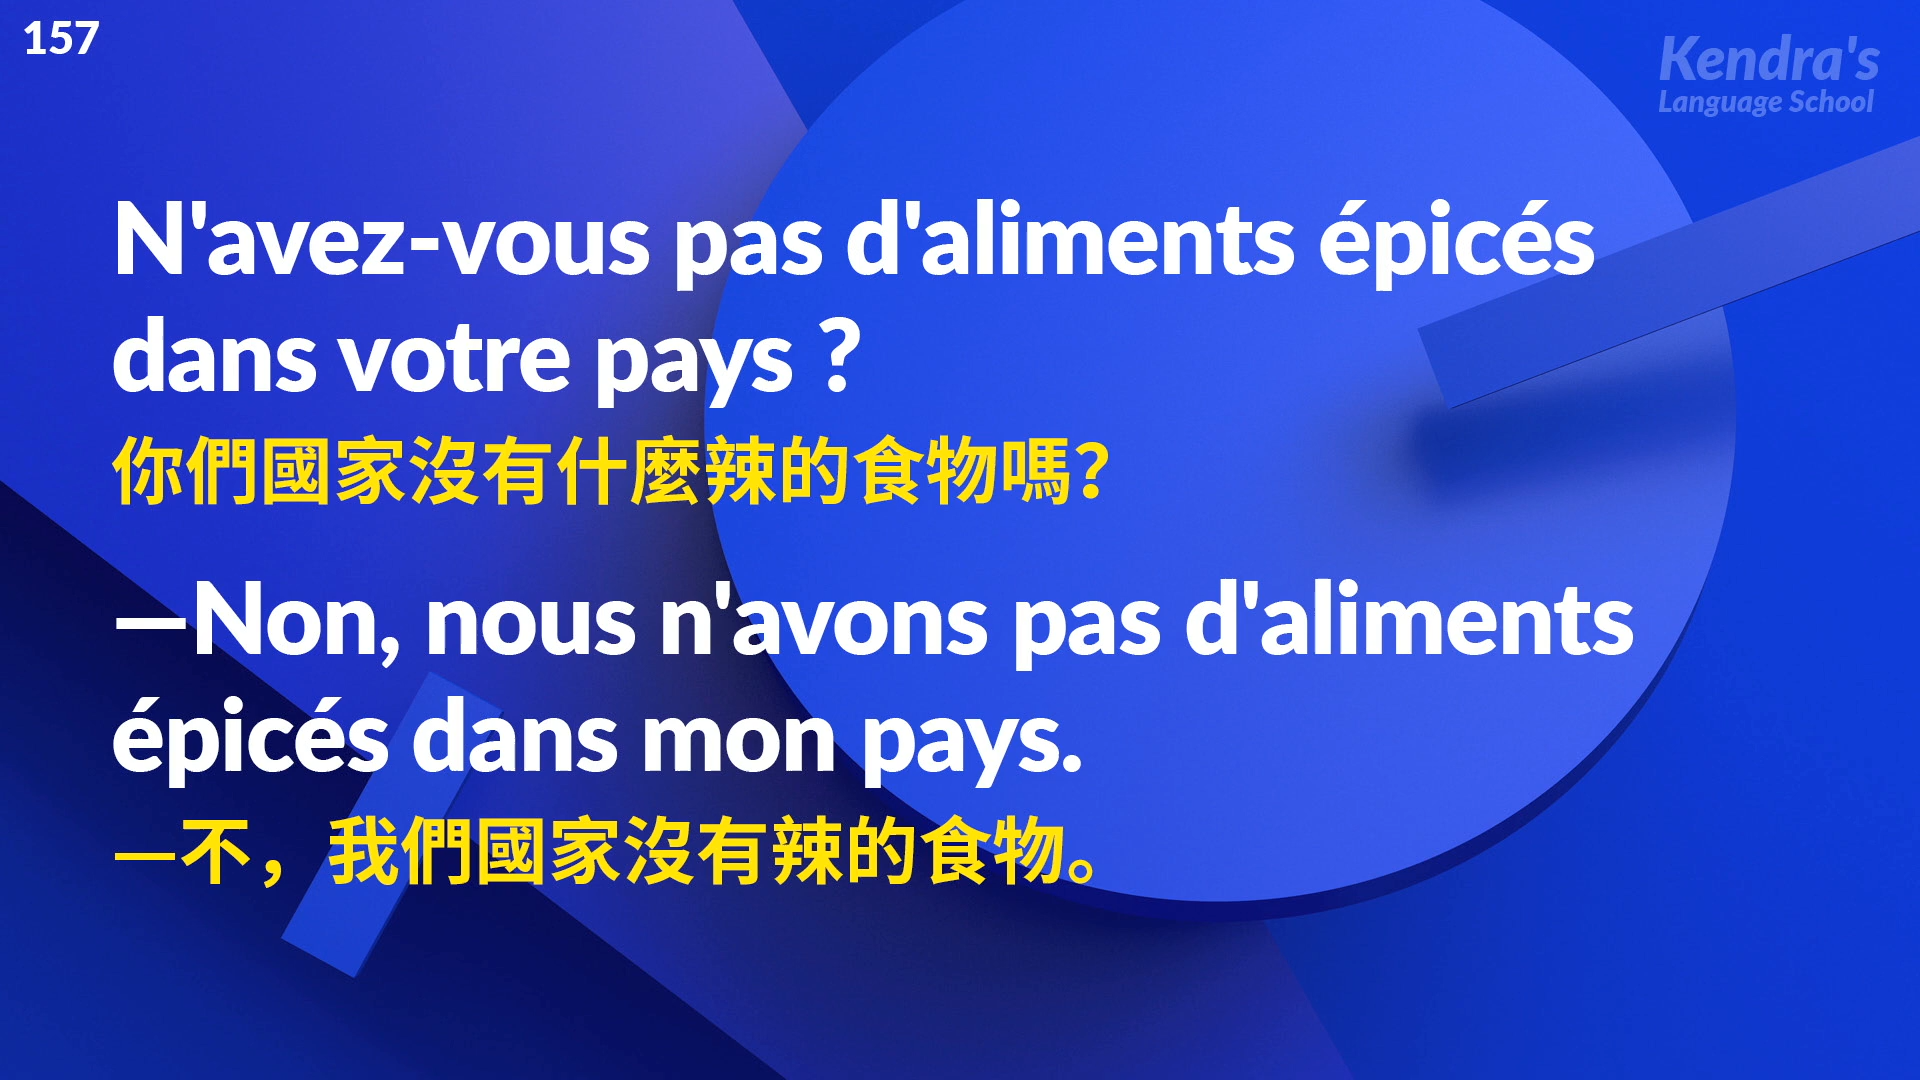 157
Kendra's
Language School
N'avez-vous pas d'aliments épicés
dans votre pays ?
你們國家沒有什麼辣的食物嗎？
—Non, nous n'avons pas d'aliments
épicés dans mon pays.
—不，我們國家沒有辣的食物。